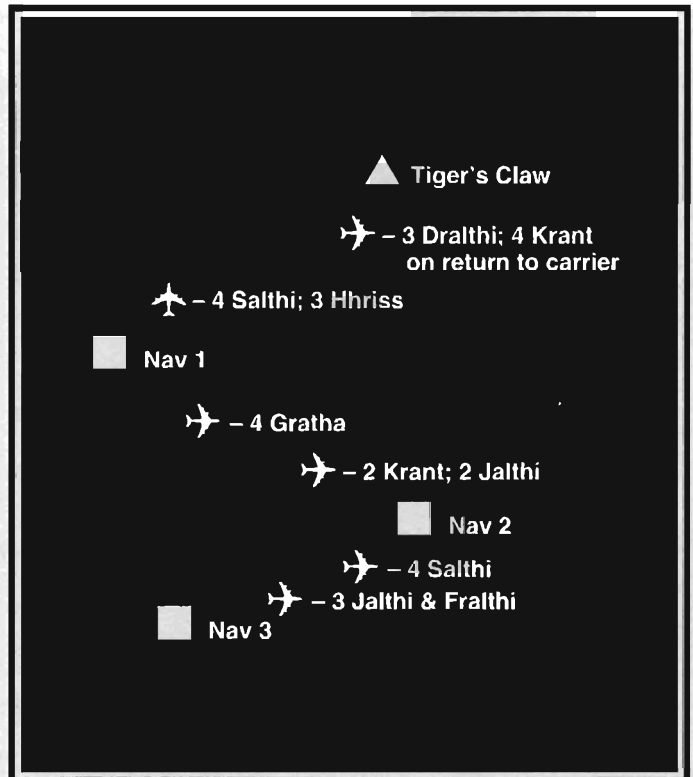 Tiger's Claw
– 3 Dralthi; 4 Krant
on return to carrier
– 4 Salthi; 3 Hhriss
Nav 1
– 4 Gratha
– 2 Krant; 2 Jalthi
Nav 2
– 4 Salthi
– 3 Jalthi & Fralthi
Nav 3